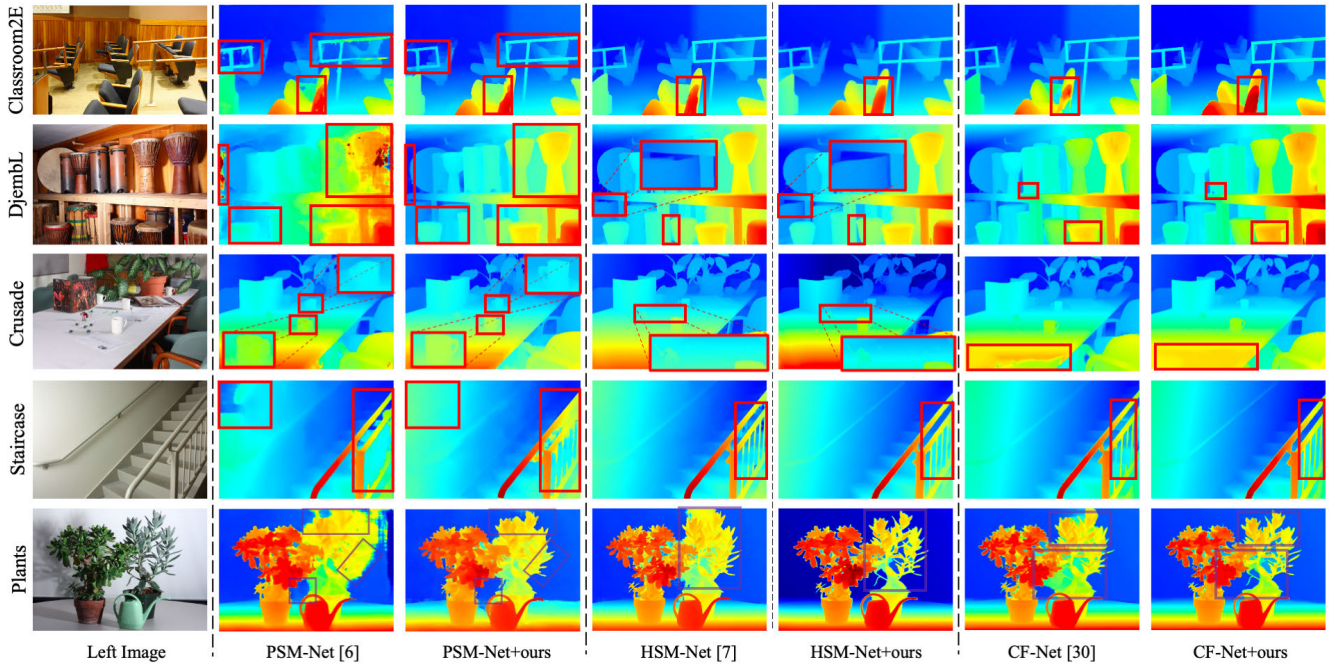 Classroom2E
DjembL
Crusade
Staircase
Plants
Left Image
PSM-Net [6]
PSM-Net+ours
HSM-Net [7]
HSM-Net+ours
CF-Net [30]
CF-Net+ours